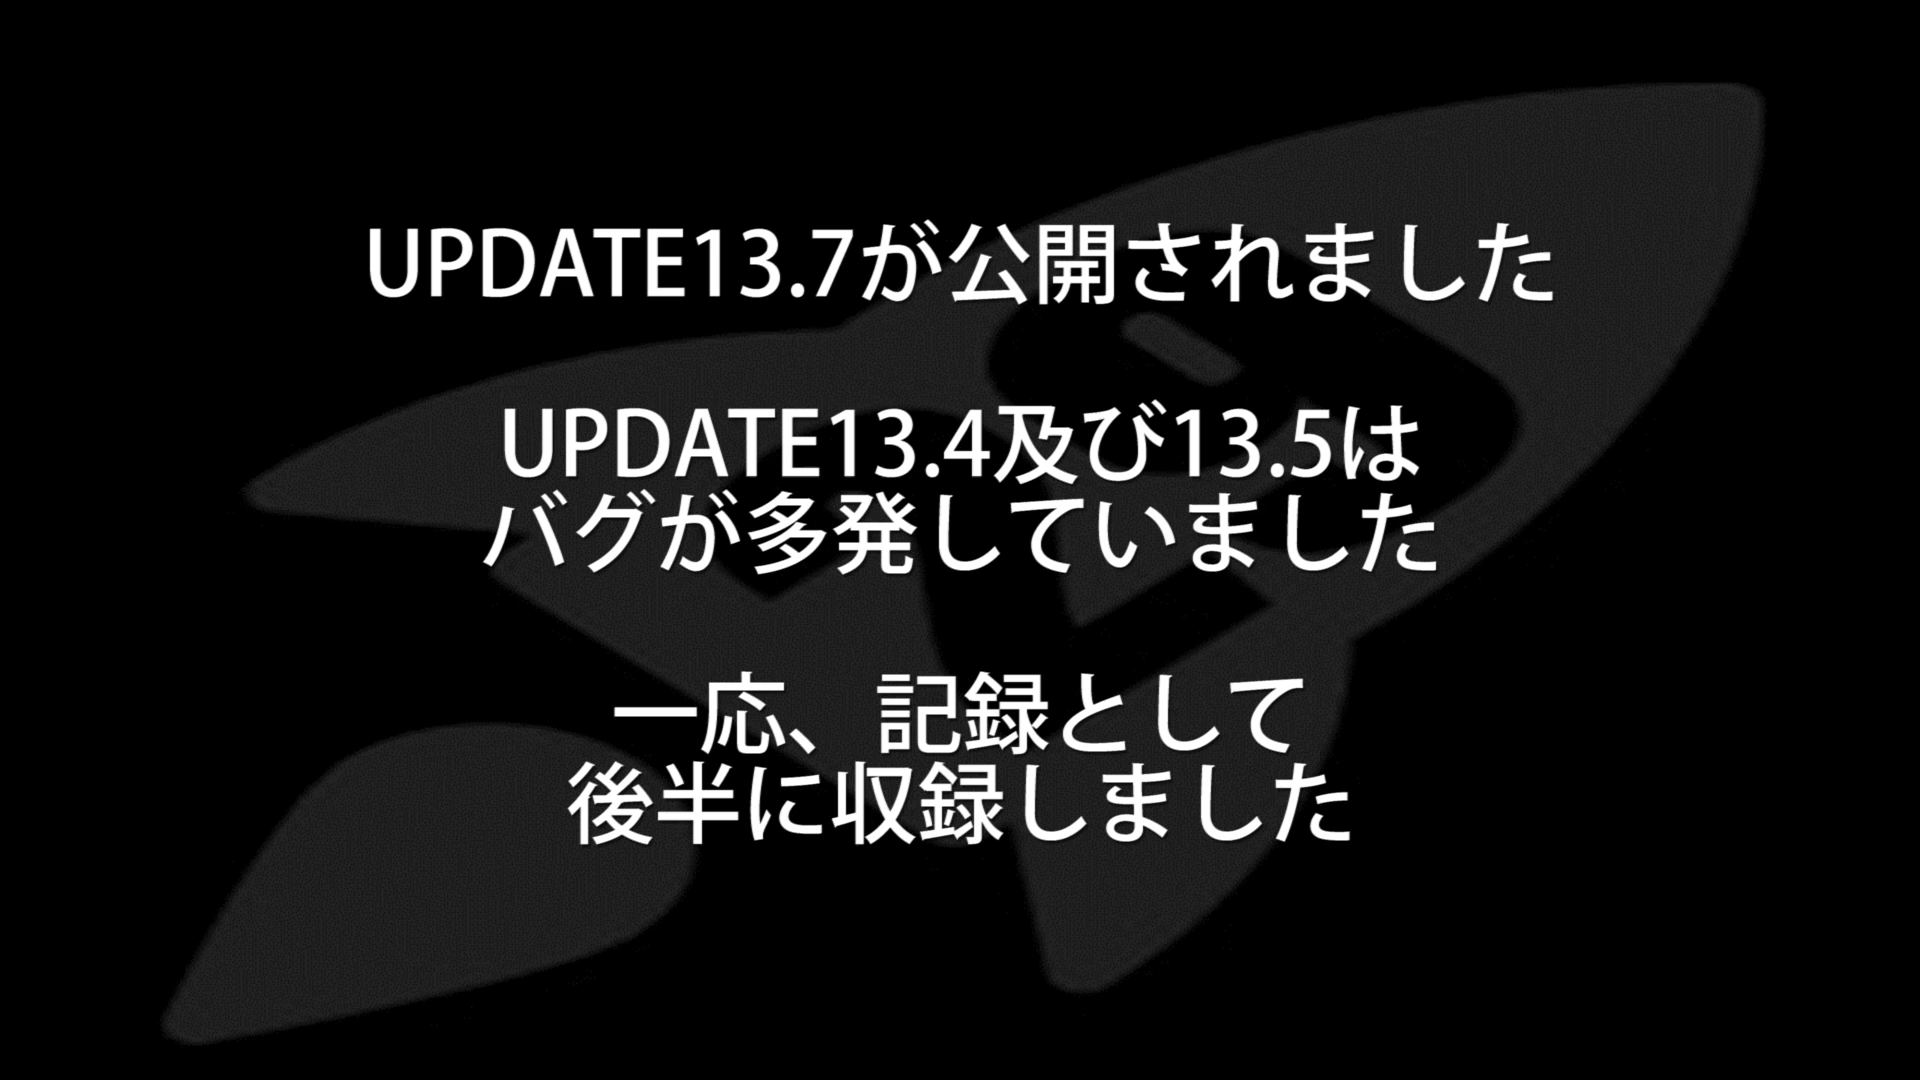 UPDATE13.7が公開されました
UPDATE13.4及び13.5は
バグが多発していました
一応、記録として
後半に収録しました